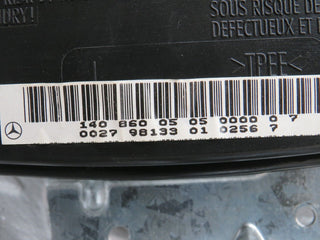 SOUS RISQUE DE
DEFECTUEUX ET I
>TPEE<
140 860 05 05 0000 0 7
0027 98133 01 0256 7